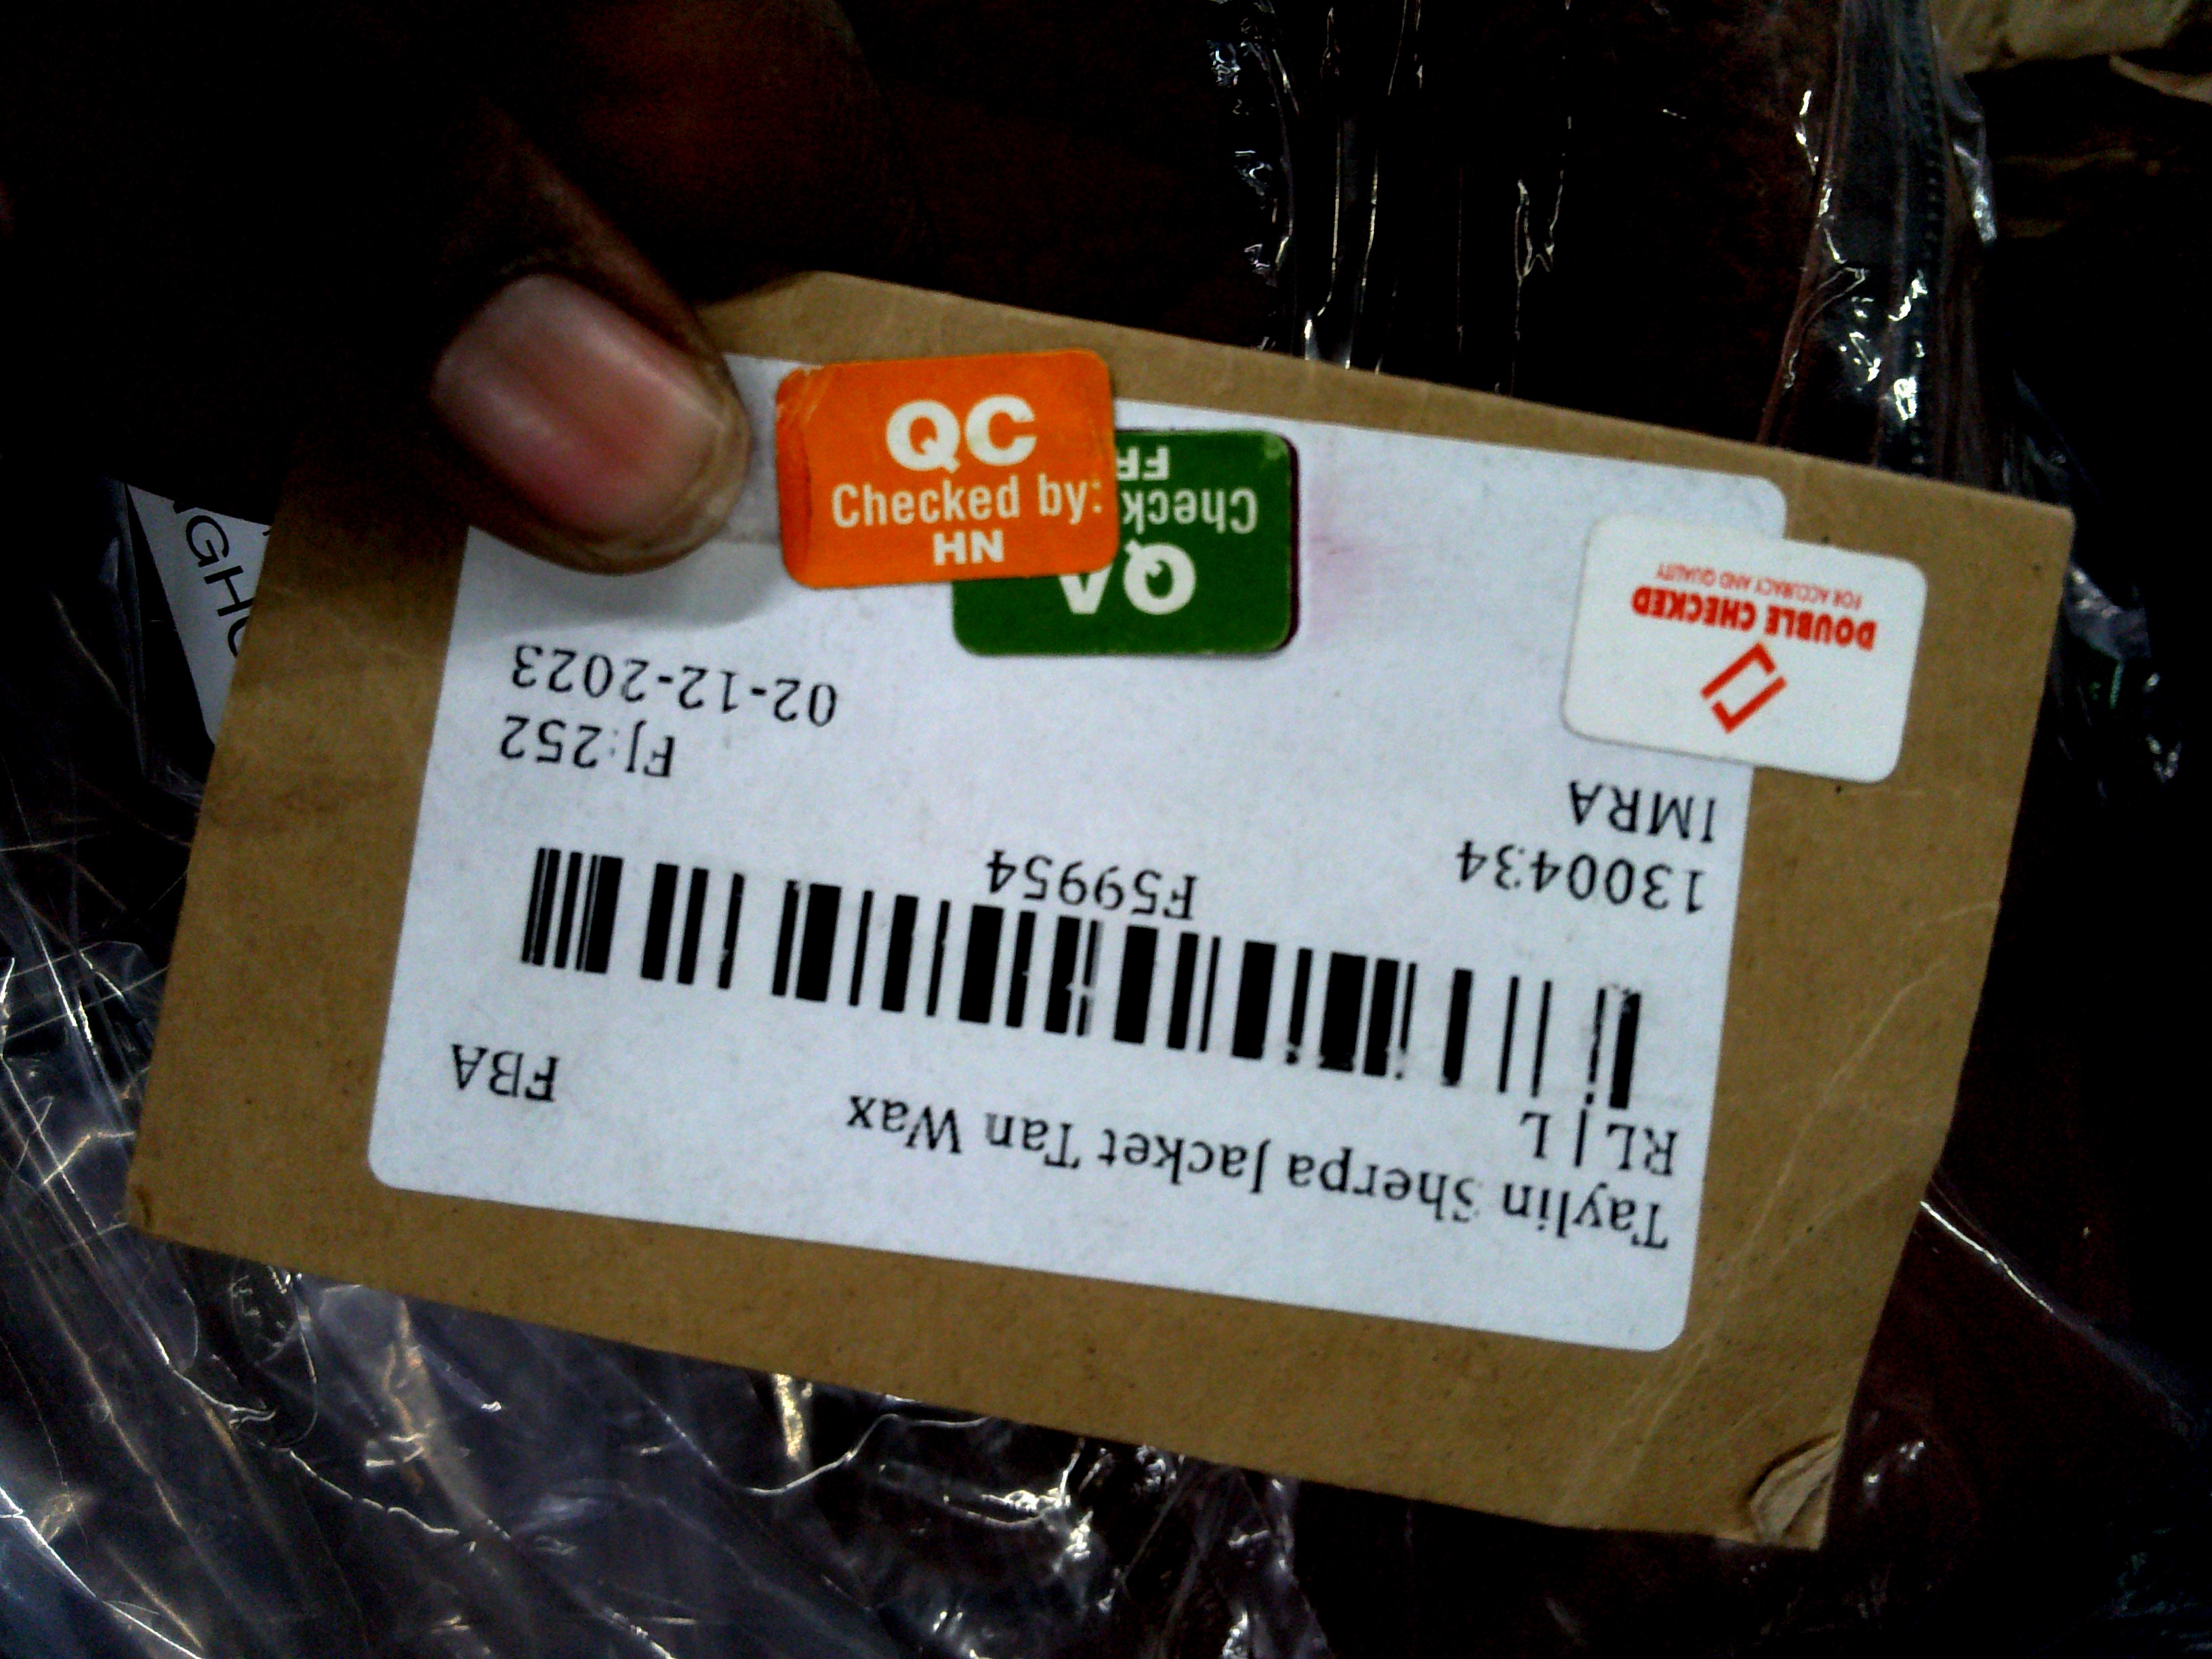 Taylin Sherpa Jacket Tan Wax
RL | L
FBA
F59954
1300434
IMRA
FJ:252
02-12-2023
DOUBLE CHECKED
FOR ACCURACY AND QUALITY
QA
Check
FR
QC
Checked by:
HN